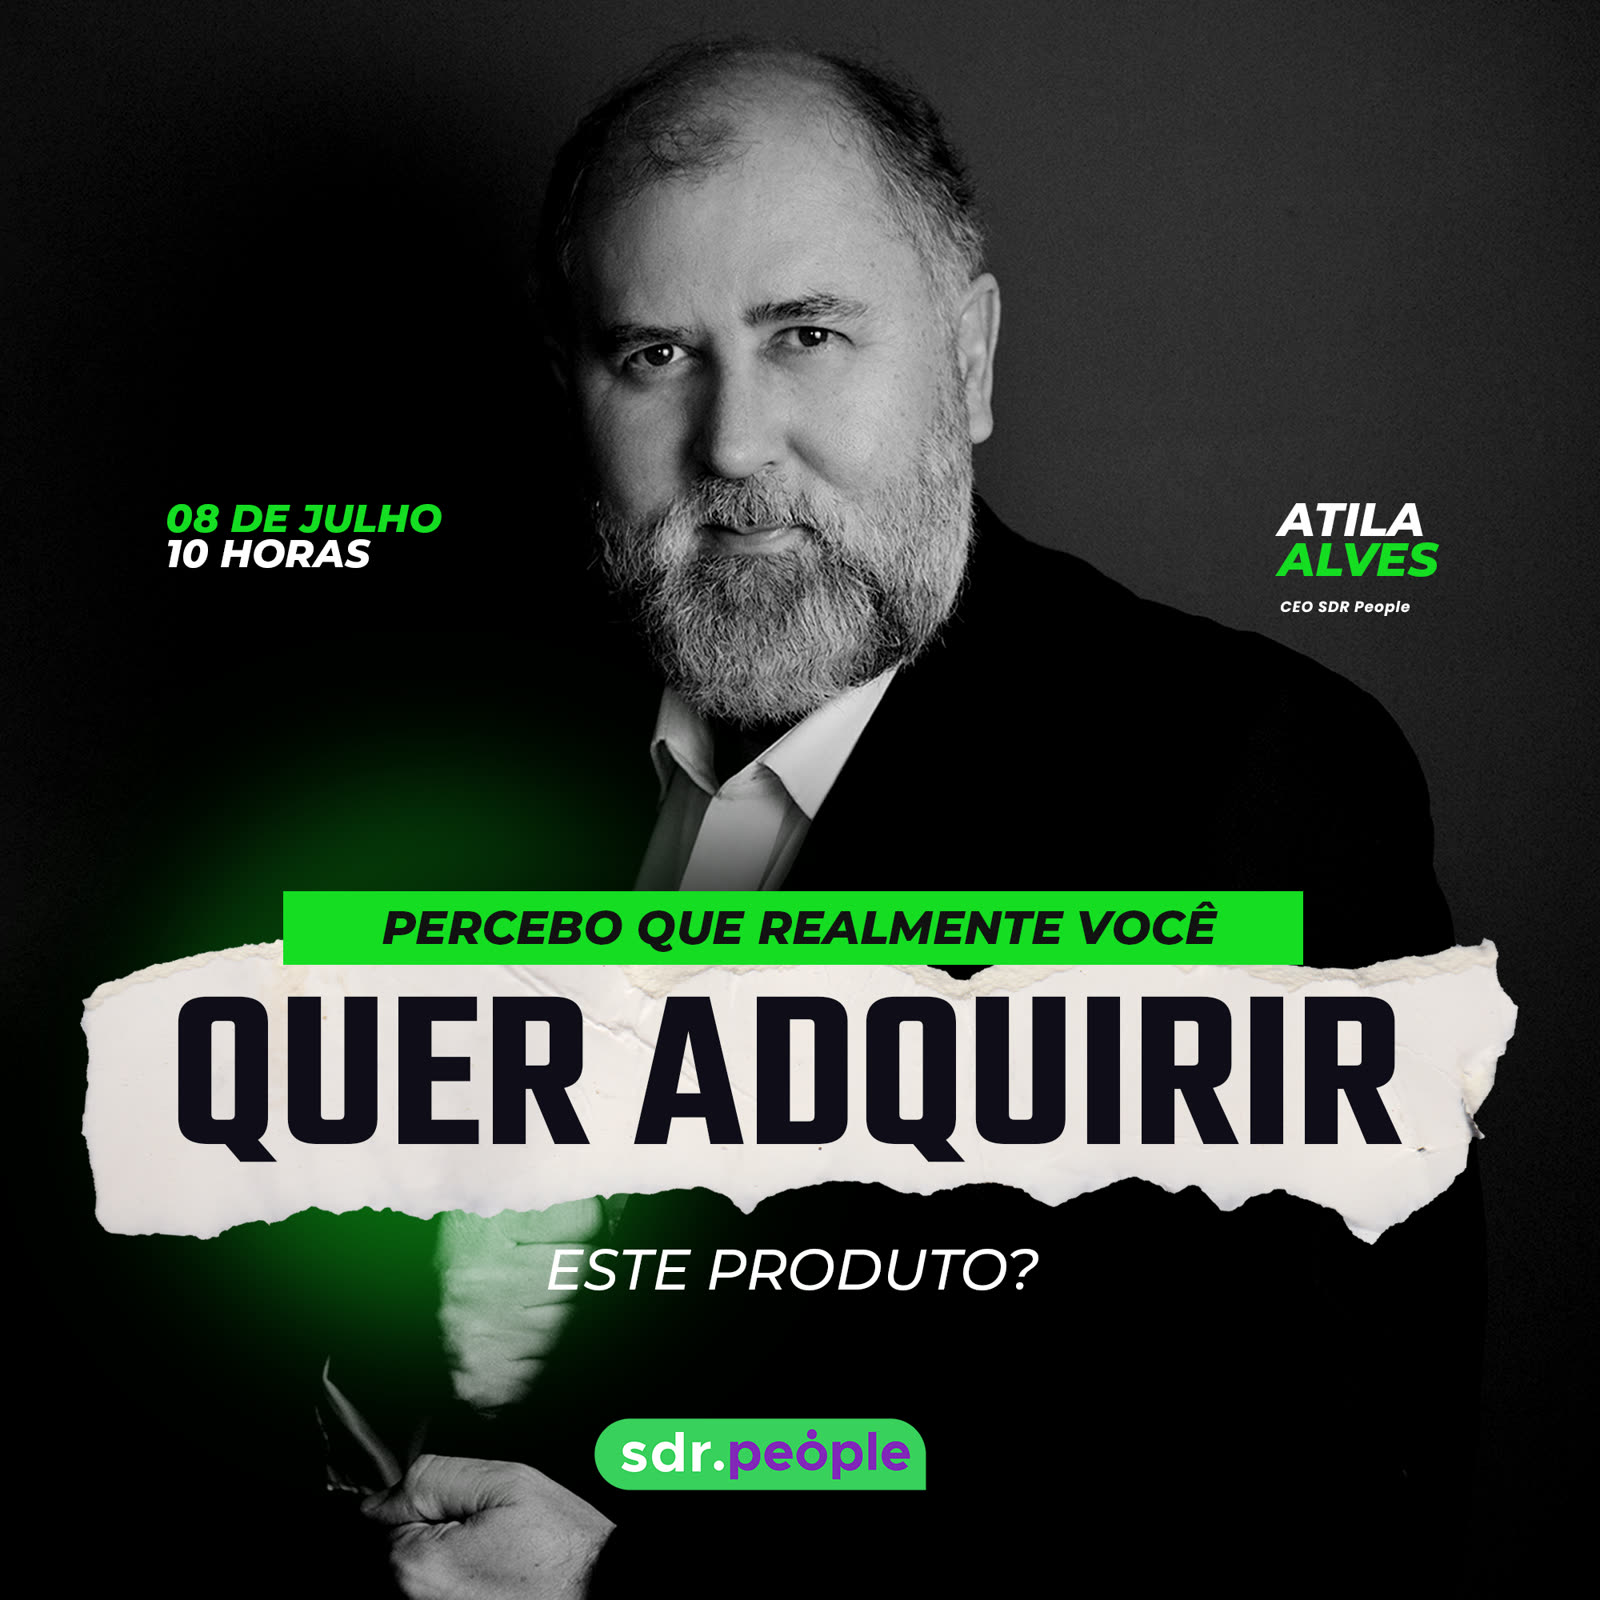 08 DE JULHO
10 HORAS
ATILA
ALVES
CEO SDR People
PERCEBO QUE REALMENTE VOCÊ
QUER ADQUIRIR
ESTE PRODUTO?
sdr.people